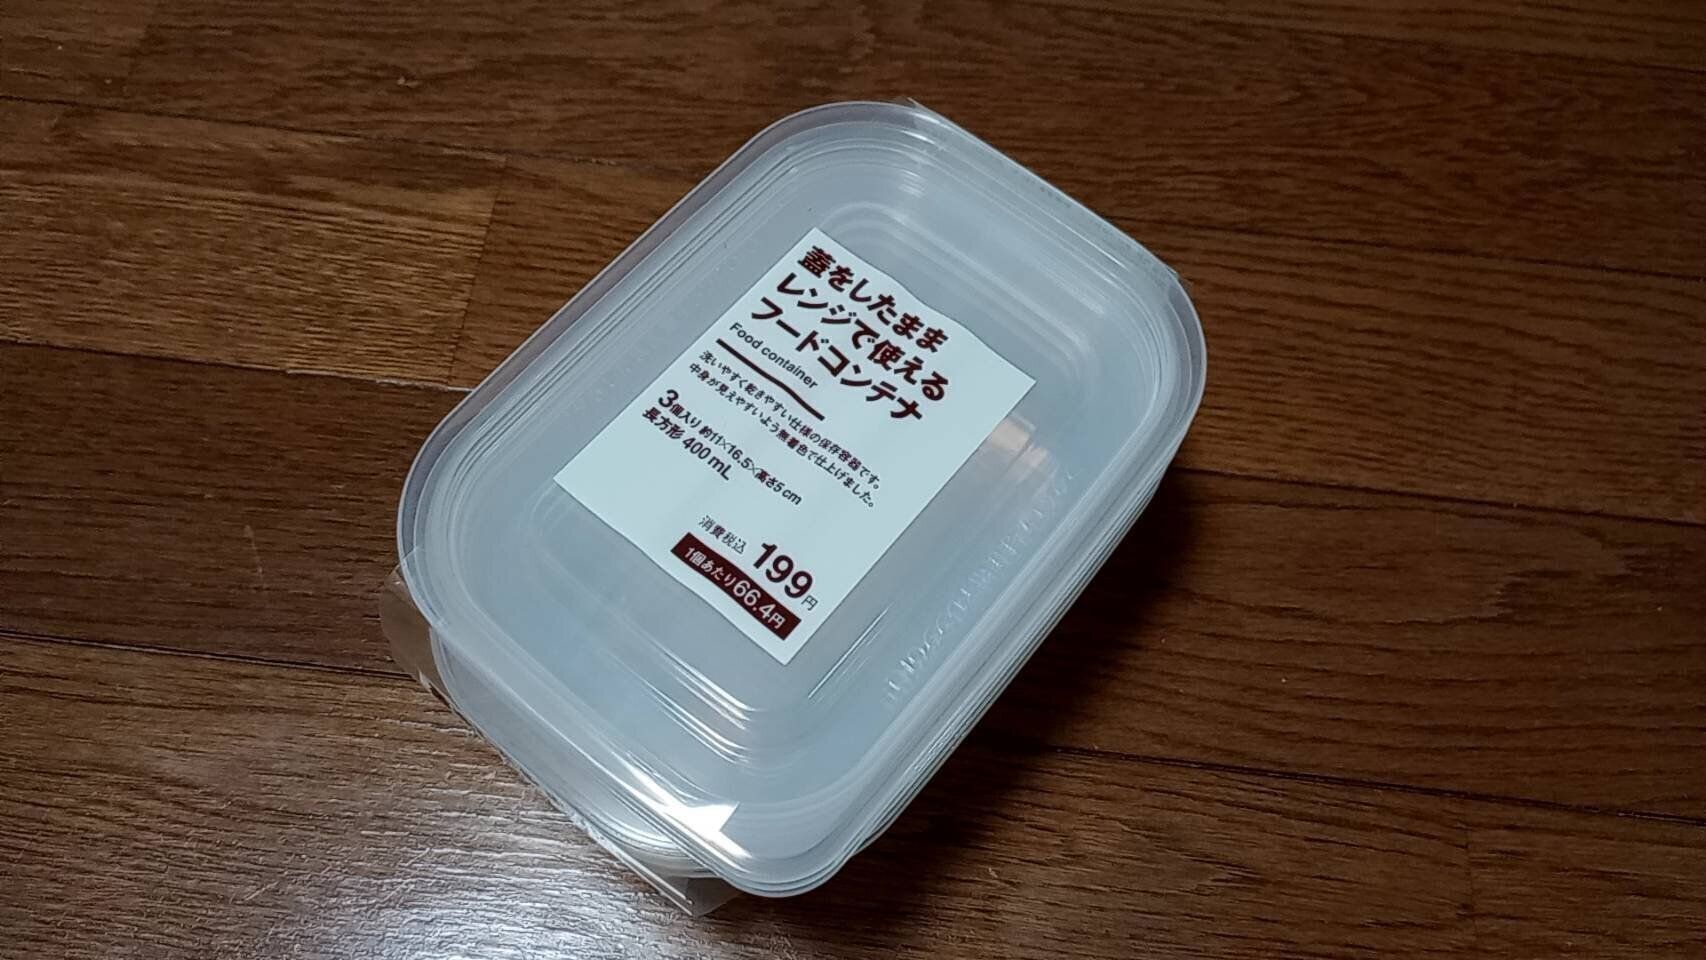 蓋をしたまま
レンジで使える
フードコンテナ
Food container
洗いやすく乾きやすい仕様の保存容器です。
中身が見えやすいよう無着色で仕上げました。
3個入り 約11×16.5×高さ5cm
長方形 400mL
消費税込 199円
1個あたり66.4円